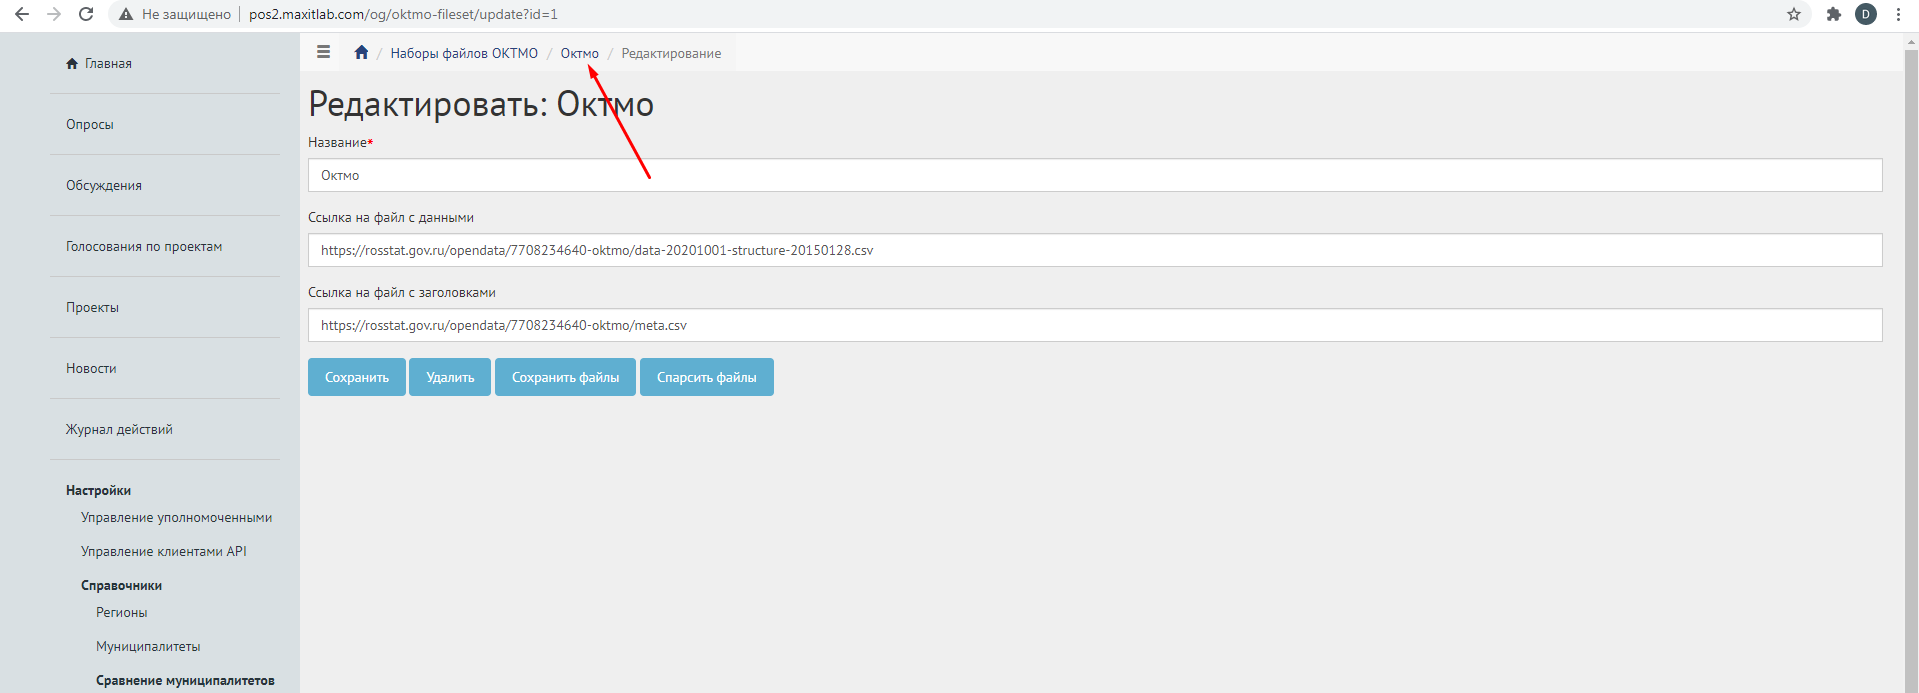 Не защищено pos2.maxitlab.com/og/oktmo-fileset/update?id=1
D
Главная
Опросы
Обсуждения
Голосования по проектам
Проекты
Новости
Журнал действий
Настройки
Управление уполномоченными
Управление клиентами API
Справочники
Регионы
Муниципалитеты
Сравнение муниципалитетов
/ Наборы файлов ОКТМО / Октмо / Редактирование
Редактировать: Октмо
Название*
Октмо
Ссылка на файл с данными
https://rosstat.gov.ru/opendata/7708234640-oktmo/data-20201001-structure-20150128.csv
Ссылка на файл с заголовками
https://rosstat.gov.ru/opendata/7708234640-oktmo/meta.csv
Сохранить Удалить Сохранить файлы Спарсить файлы